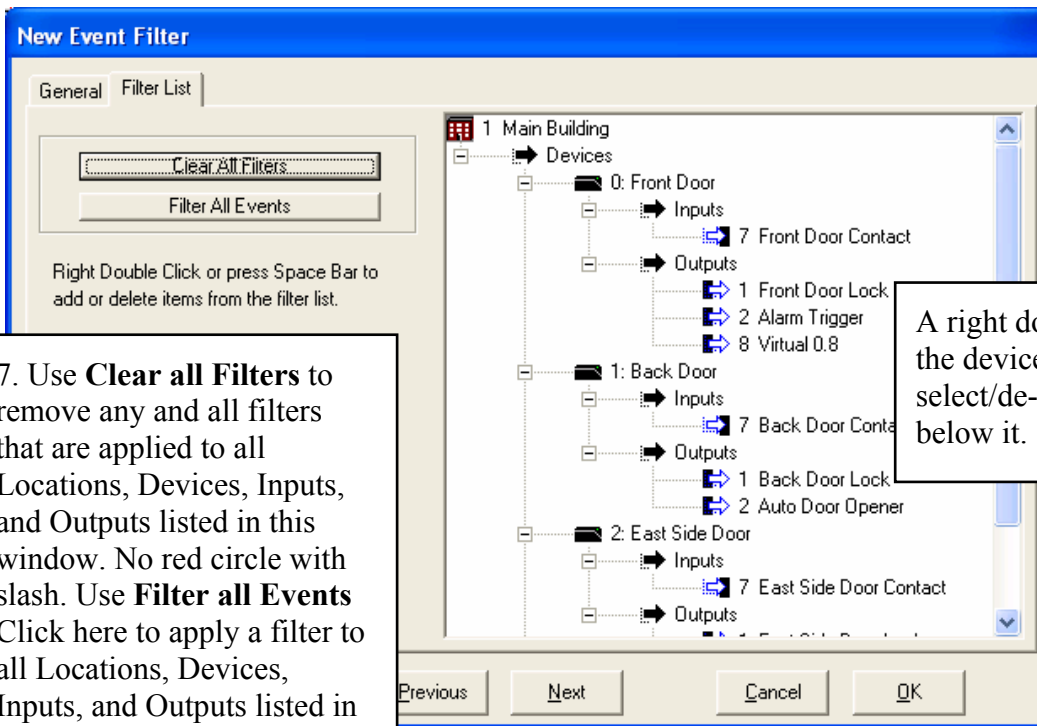 New Event Filter
General Filter List
Clear All Filters
Filter All Events
Right Double Click or press Space Bar to
add or delete items from the filter list.
1 Main Building
Devices
0: Front Door
Inputs
7 Front Door Contact
Outputs
1 Front Door Lock
2 Alarm Trigger
8 Virtual 0.8
1: Back Door
Inputs
7 Back Door Conta
Outputs
1 Back Door Lock
2 Auto Door Opener
2: East Side Door
Inputs
7 East Side Door Contact
Outputs
A right do
the device
select/de-
below it.
7. Use Clear all Filters to
remove any and all filters
that are applied to all
Locations, Devices, Inputs,
and Outputs listed in this
window. No red circle with
slash. Use Filter all Events
Click here to apply a filter to
all Locations, Devices,
Inputs, and Outputs listed in
Previous Next Cancel OK